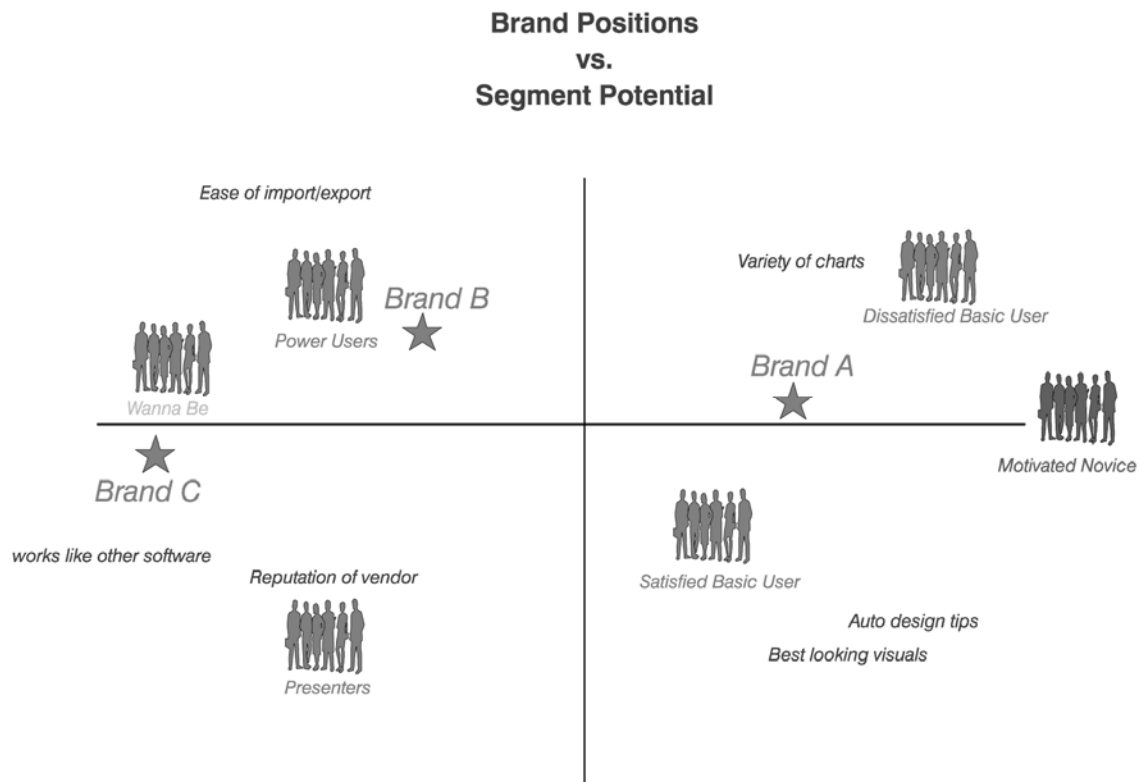 Brand Positions
vs.
Segment Potential
Ease of import/export
Variety of charts
Brand B
Dissatisfied Basic User
Power Users
Brand A
Wanna Be
Motivated Novice
Brand C
works like other software
Reputation of vendor
Satisfied Basic User
Auto design tips
Best looking visuals
Presenters